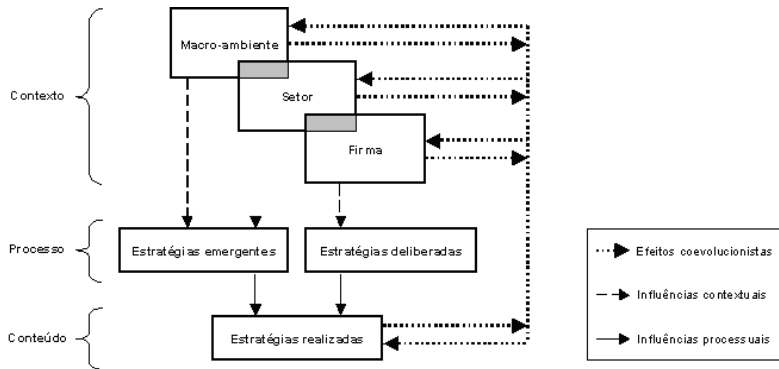 Macro-ambiente
Contexto
Setor
Firma
Processo
Estratégias emergentes
Estratégias deliberadas
Efeitos coevolucionistas
Influências contextuais
Conteúdo
Estratégias realizadas
Influências processuais